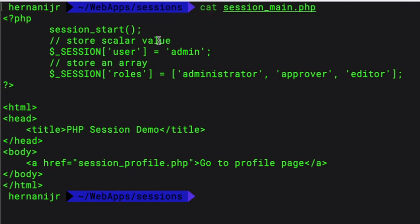 hernanijr ~/WebApps/sessions cat session_main.php
<?php
session_start();
// store scalar value
$_SESSION['user'] = 'admin';
// store an array
$_SESSION['roles'] = ['administrator', 'approver', 'editor'];
?>
<html>
<head>
<title>PHP Session Demo</title>
</head>
<body>
<a href="session_profile.php">Go to profile page</a>
</body>
</html>
hernanijr ~/WebApps/sessions